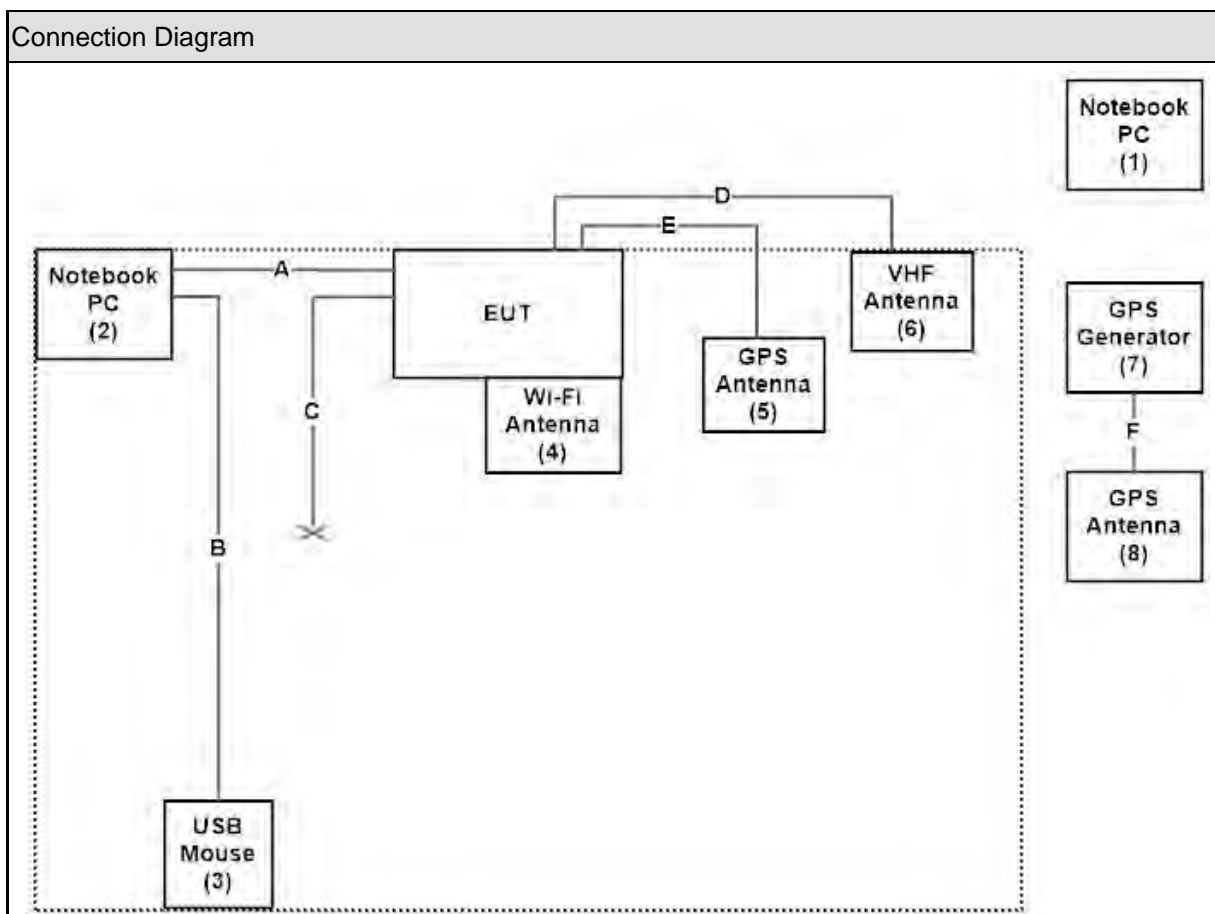 Connection Diagram
Notebook
PC
(1)
D
E
Notebook
PC
(2)
A
EUT
VHF
Antenna
(6)
GPS
Generator
(7)
GPS
Antenna
(5)
Wi-Fi
Antenna
(4)
C
F
GPS
Antenna
(8)
B
USB
Mouse
(3)